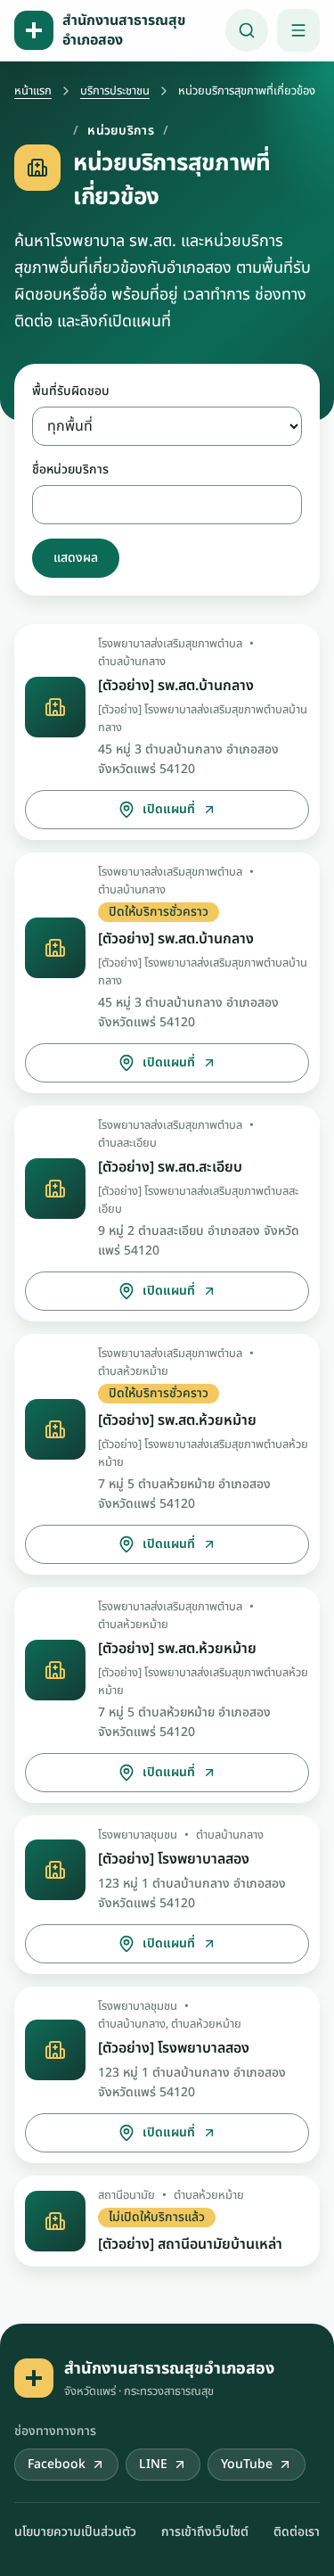 สำนักงานสาธารณสุข
อำเภอสอง
หน้าแรก
บริการประชาชน
หน่วยบริการสุขภาพที่เกี่ยวข้อง
/ หน่วยบริการ /
หน่วยบริการสุขภาพที่
เกี่ยวข้อง
ค้นหาโรงพยาบาล รพ.สต. และหน่วยบริการ
สุขภาพอื่นที่เกี่ยวข้องกับอำเภอสอง ตามพื้นที่รับ
ผิดชอบหรือชื่อ พร้อมที่อยู่ เวลาทำการ ช่องทาง
ติดต่อ และลิงก์เปิดแผนที่
พื้นที่รับผิดชอบ
ทุกพื้นที่
ชื่อหน่วยบริการ
แสดงผล
โรงพยาบาลส่งเสริมสุขภาพตำบล •
ตำบลบ้านกลาง
[ตัวอย่าง] รพ.สต.บ้านกลาง
[ตัวอย่าง] โรงพยาบาลส่งเสริมสุขภาพตำบลบ้าน
กลาง
45 หมู่ 3 ตำบลบ้านกลาง อำเภอสอง
จังหวัดแพร่ 54120
เปิดแผนที่
โรงพยาบาลส่งเสริมสุขภาพตำบล •
ตำบลบ้านกลาง
ปิดให้บริการชั่วคราว
[ตัวอย่าง] รพ.สต.บ้านกลาง
[ตัวอย่าง] โรงพยาบาลส่งเสริมสุขภาพตำบลบ้าน
กลาง
45 หมู่ 3 ตำบลบ้านกลาง อำเภอสอง
จังหวัดแพร่ 54120
เปิดแผนที่
โรงพยาบาลส่งเสริมสุขภาพตำบล •
ตำบลสะเอียบ
[ตัวอย่าง] รพ.สต.สะเอียบ
[ตัวอย่าง] โรงพยาบาลส่งเสริมสุขภาพตำบลสะ
เอียบ
9 หมู่ 2 ตำบลสะเอียบ อำเภอสอง จังหวัด
แพร่ 54120
เปิดแผนที่
โรงพยาบาลส่งเสริมสุขภาพตำบล •
ตำบลห้วยหม้าย
ปิดให้บริการชั่วคราว
[ตัวอย่าง] รพ.สต.ห้วยหม้าย
[ตัวอย่าง] โรงพยาบาลส่งเสริมสุขภาพตำบลห้วย
หม้าย
7 หมู่ 5 ตำบลห้วยหม้าย อำเภอสอง
จังหวัดแพร่ 54120
เปิดแผนที่
โรงพยาบาลส่งเสริมสุขภาพตำบล •
ตำบลห้วยหม้าย
[ตัวอย่าง] รพ.สต.ห้วยหม้าย
[ตัวอย่าง] โรงพยาบาลส่งเสริมสุขภาพตำบลห้วย
หม้าย
7 หมู่ 5 ตำบลห้วยหม้าย อำเภอสอง
จังหวัดแพร่ 54120
เปิดแผนที่
โรงพยาบาลชุมชน • ตำบลบ้านกลาง
[ตัวอย่าง] โรงพยาบาลสอง
123 หมู่ 1 ตำบลบ้านกลาง อำเภอสอง
จังหวัดแพร่ 54120
เปิดแผนที่
โรงพยาบาลชุมชน •
ตำบลบ้านกลาง, ตำบลห้วยหม้าย
[ตัวอย่าง] โรงพยาบาลสอง
123 หมู่ 1 ตำบลบ้านกลาง อำเภอสอง
จังหวัดแพร่ 54120
เปิดแผนที่
สถานีอนามัย • ตำบลห้วยหม้าย
ไม่เปิดให้บริการแล้ว
[ตัวอย่าง] สถานีอนามัยบ้านเหล่า
สำนักงานสาธารณสุขอำเภอสอง
จังหวัดแพร่ · กระทรวงสาธารณสุข
ช่องทางทางการ
Facebook
LINE
YouTube
นโยบายความเป็นส่วนตัว
การเข้าถึงเว็บไซต์
ติดต่อเรา